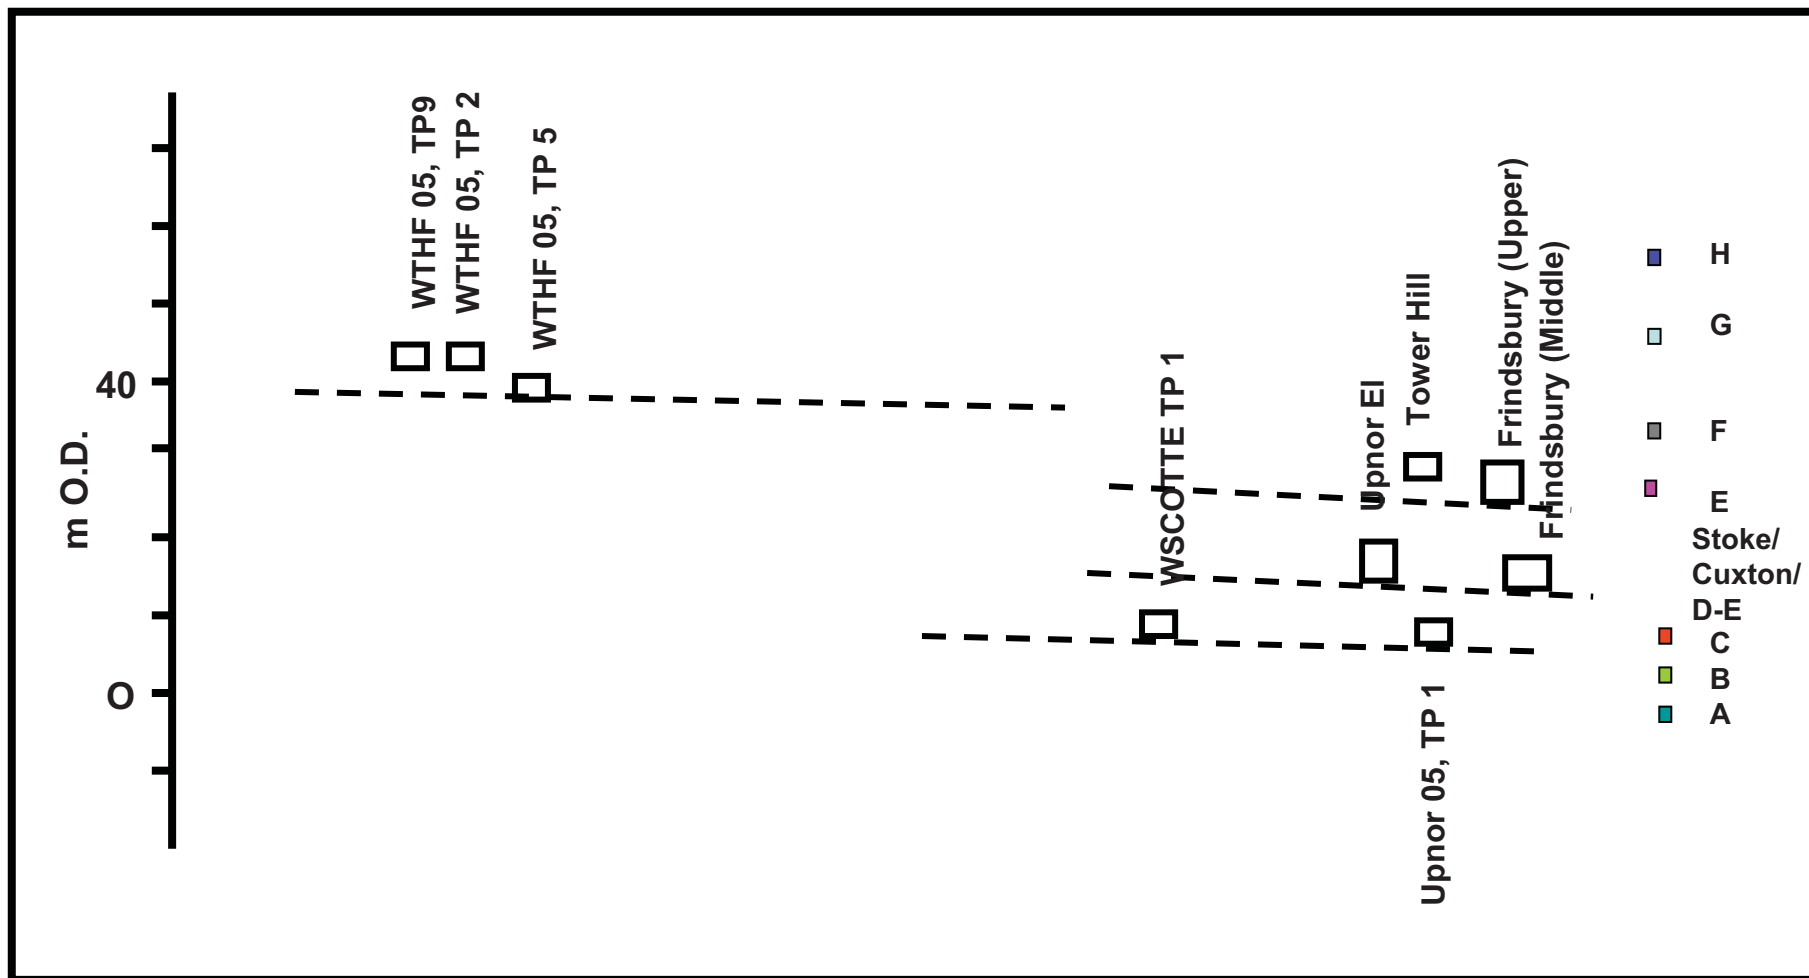 WTHF 05, TP9
WTHF 05, TP 2
WTHF 05, TP 5
40
m O.D.
O
WSCOTTE TP 1
Upnor EI
Tower Hill
Frindsbury (Upper)
Frindsbury (Middle)
Upnor 05, TP 1
H
G
F
E
Stoke/
Cuxton/
D-E
C
B
A